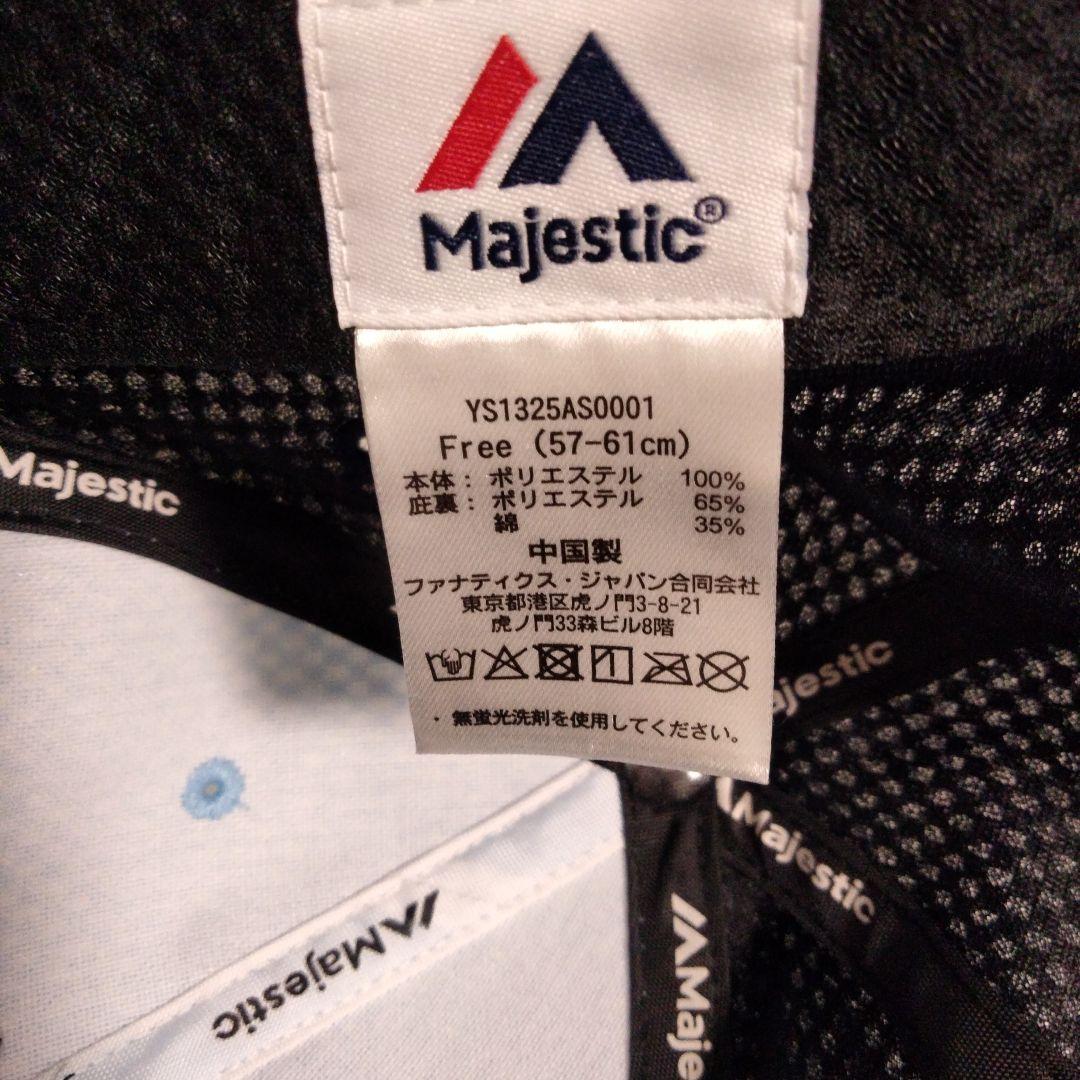 Majestic®
YS1325AS0001
Free (57-61cm)
本体: ポリエステル 100%
庇裏: ポリエステル 65%
綿 35%
中国製
ファナティクス・ジャパン合同会社
東京都港区虎ノ門3-8-21
虎ノ門33森ビル8階
・無蛍光洗剤を使用してください。
Majestic
Majestic
Majestic
Majestic
Maje